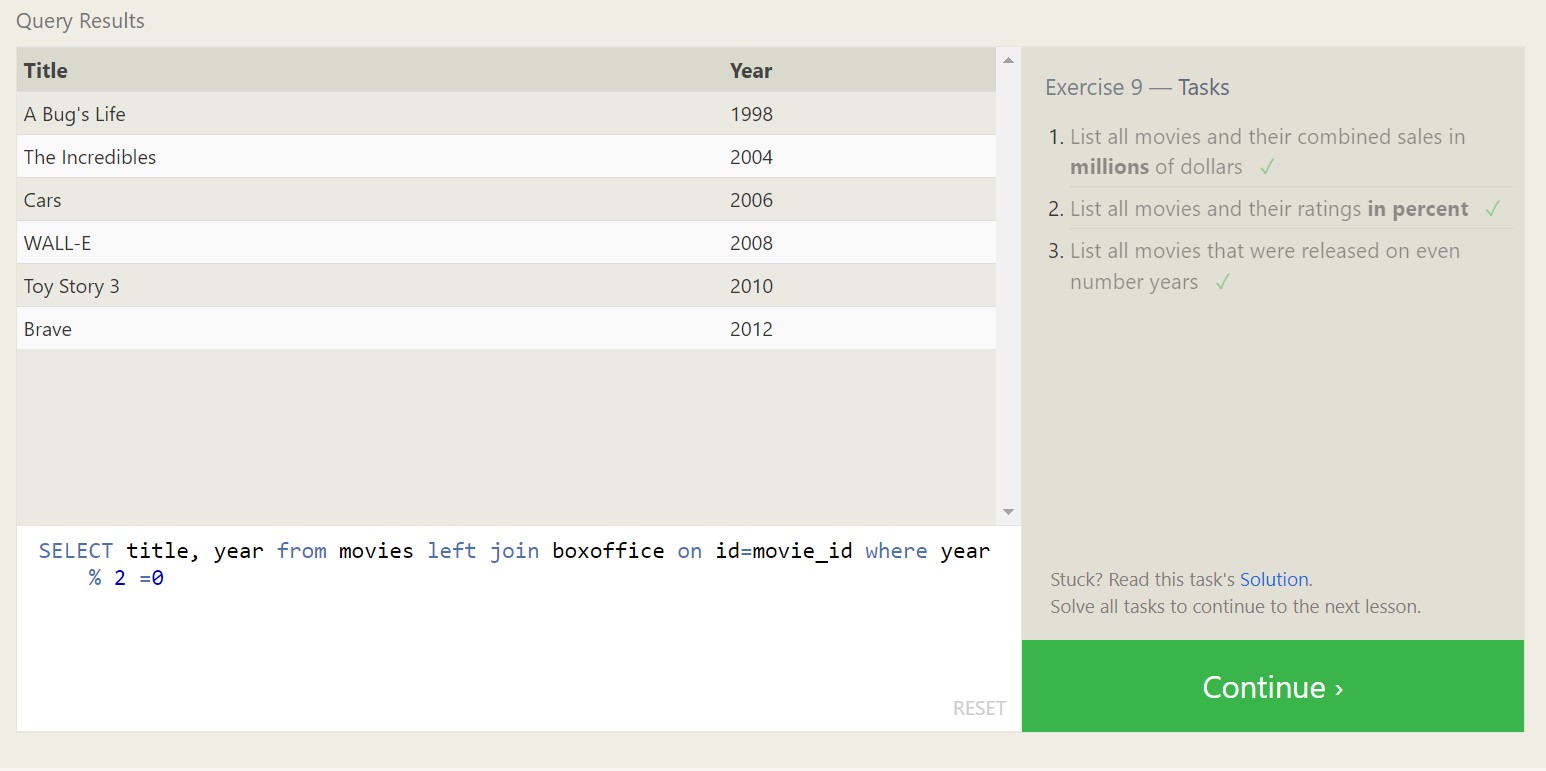 Query Results
Title Year
A Bug's Life 1998
The Incredibles 2004
Cars 2006
WALL-E 2008
Toy Story 3 2010
Brave 2012
SELECT title, year from movies left join boxoffice on id=movie_id where year
% 2 =0
RESET
Exercise 9 — Tasks
1. List all movies and their combined sales in
millions of dollars ✓
2. List all movies and their ratings in percent ✓
3. List all movies that were released on even
number years ✓
Stuck? Read this task's Solution.
Solve all tasks to continue to the next lesson.
Continue ›